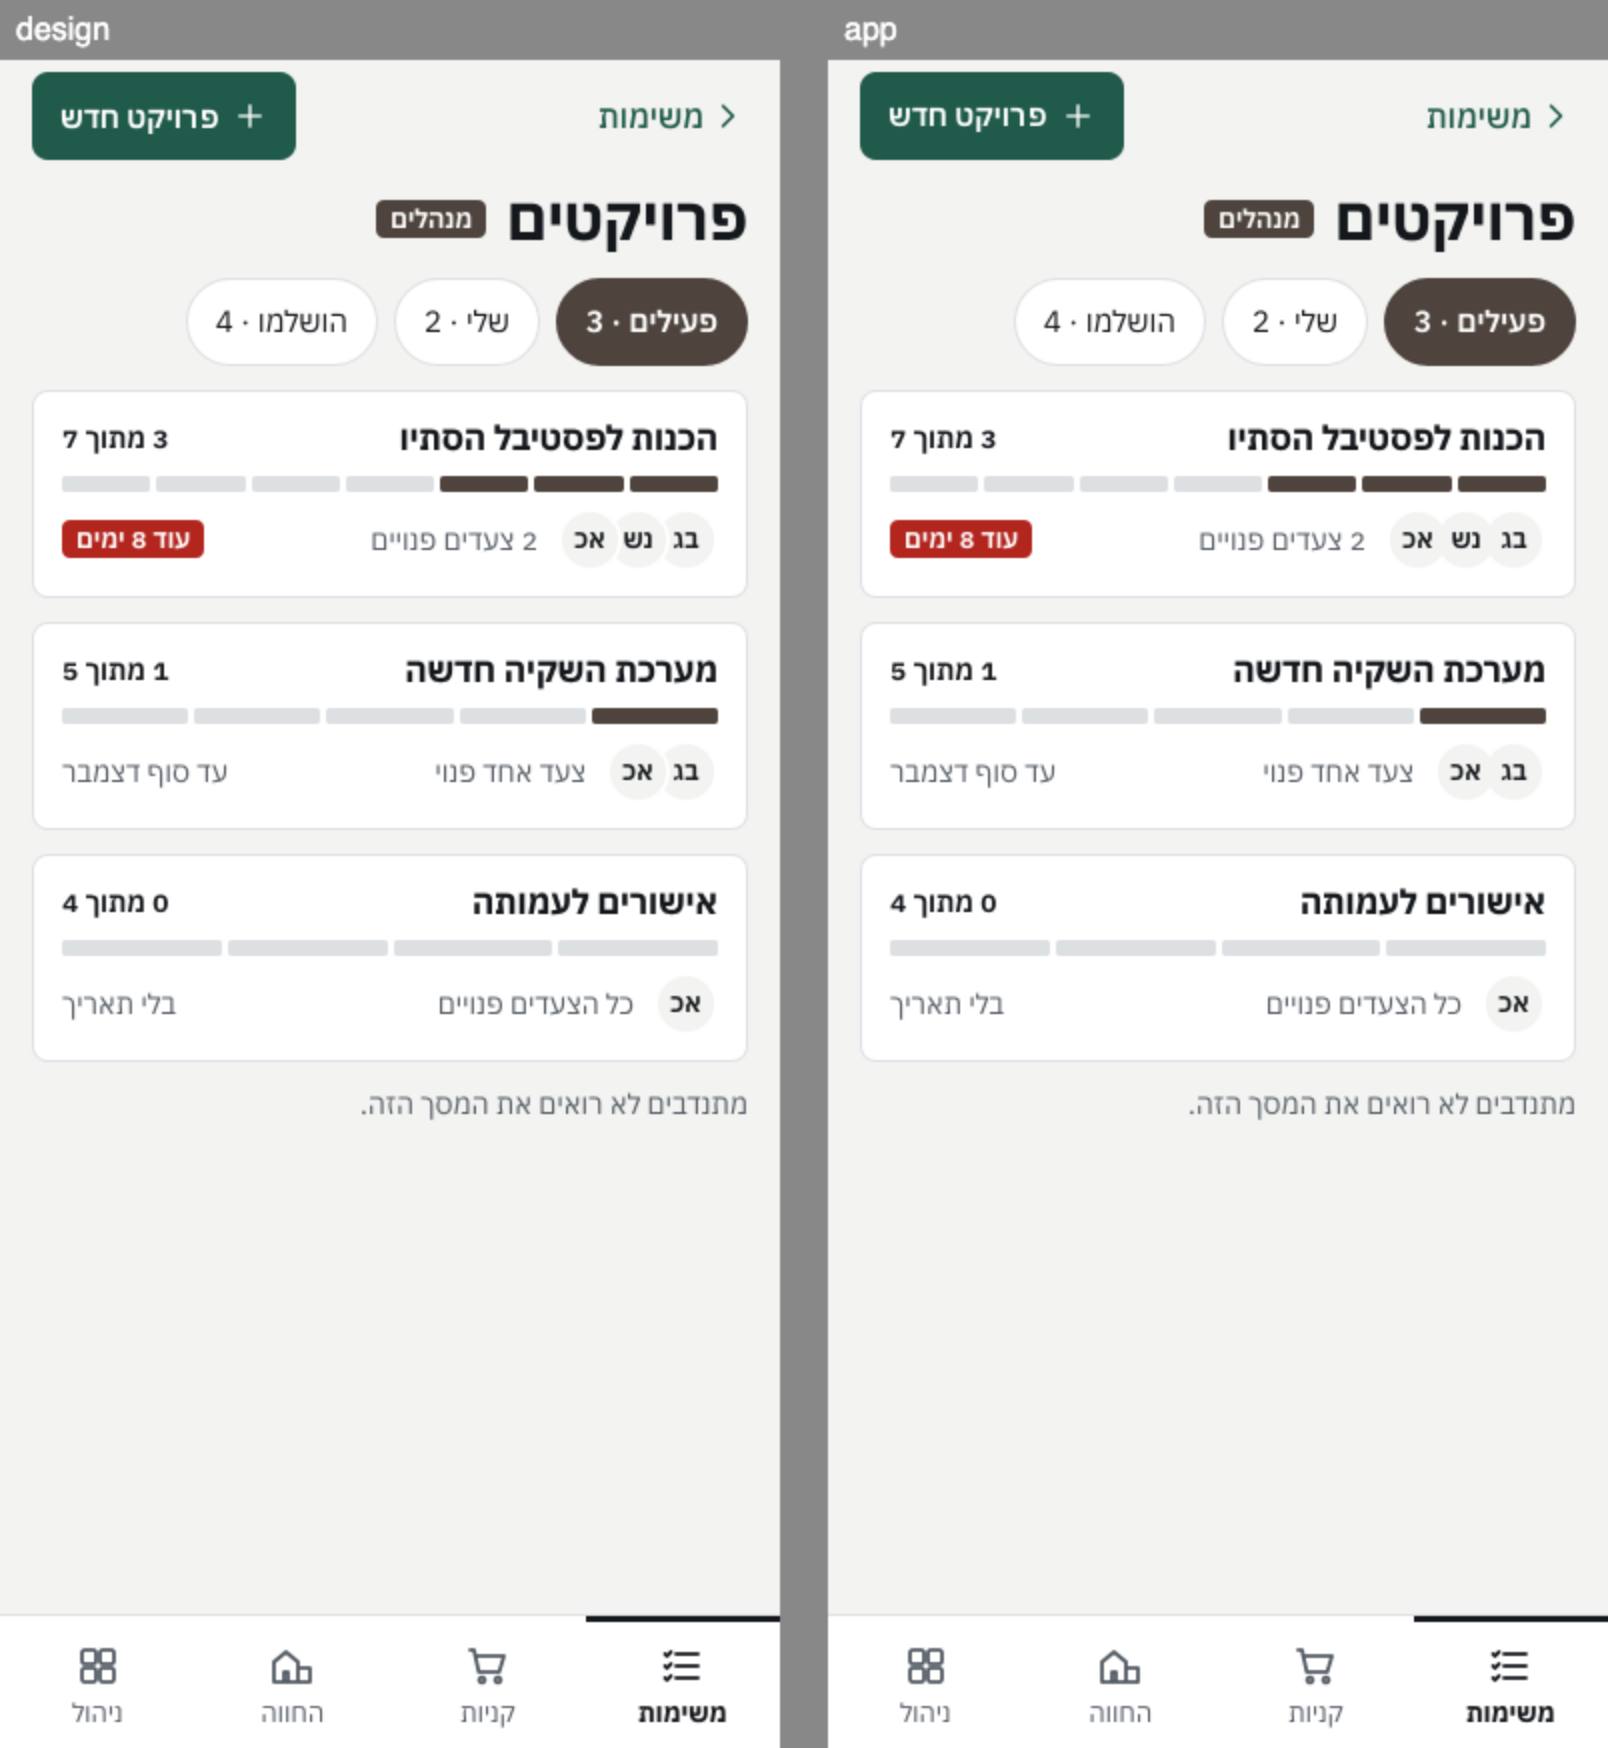 design
משימות
+ פרויקט חדש
פרויקטים
מנהלים
פעילים · 3
שלי · 2
הושלמו · 4
הכנות לפסטיבל הסתיו
3 מתוך 7
בג
נש
אכ
2 צעדים פנויים
עוד 8 ימים
מערכת השקיה חדשה
1 מתוך 5
בג
אכ
צעד אחד פנוי
עד סוף דצמבר
אישורים לעמותה
0 מתוך 4
אכ
כל הצעדים פנויים
בלי תאריך
מתנדבים לא רואים את המסך הזה.
משימות
קניות
החווה
ניהול
app
משימות
+ פרויקט חדש
פרויקטים
מנהלים
פעילים · 3
שלי · 2
הושלמו · 4
הכנות לפסטיבל הסתיו
3 מתוך 7
בג
נש
אכ
2 צעדים פנויים
עוד 8 ימים
מערכת השקיה חדשה
1 מתוך 5
בג
אכ
צעד אחד פנוי
עד סוף דצמבר
אישורים לעמותה
0 מתוך 4
אכ
כל הצעדים פנויים
בלי תאריך
מתנדבים לא רואים את המסך הזה.
משימות
קניות
החווה
ניהול